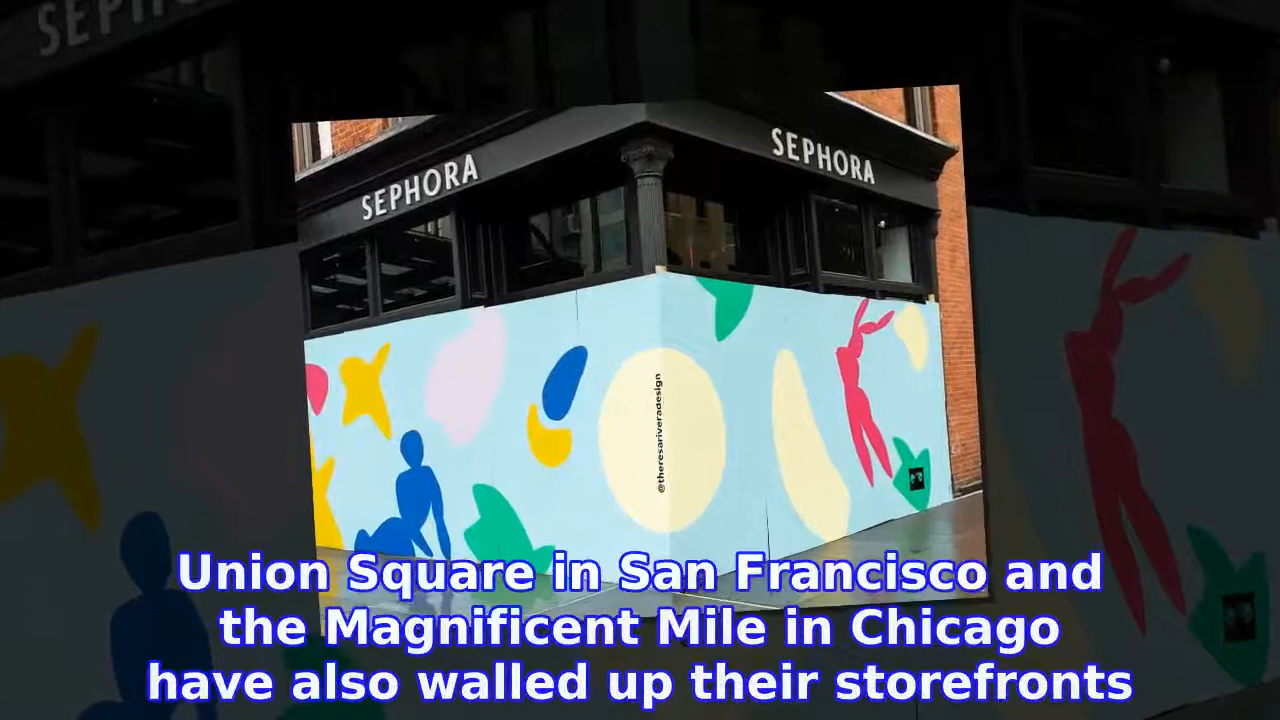 SEPHO
SEPHORA
SEPHORA
@theresariveradesign
Union Square in San Francisco and
the Magnificent Mile in Chicago
have also walled up their storefronts